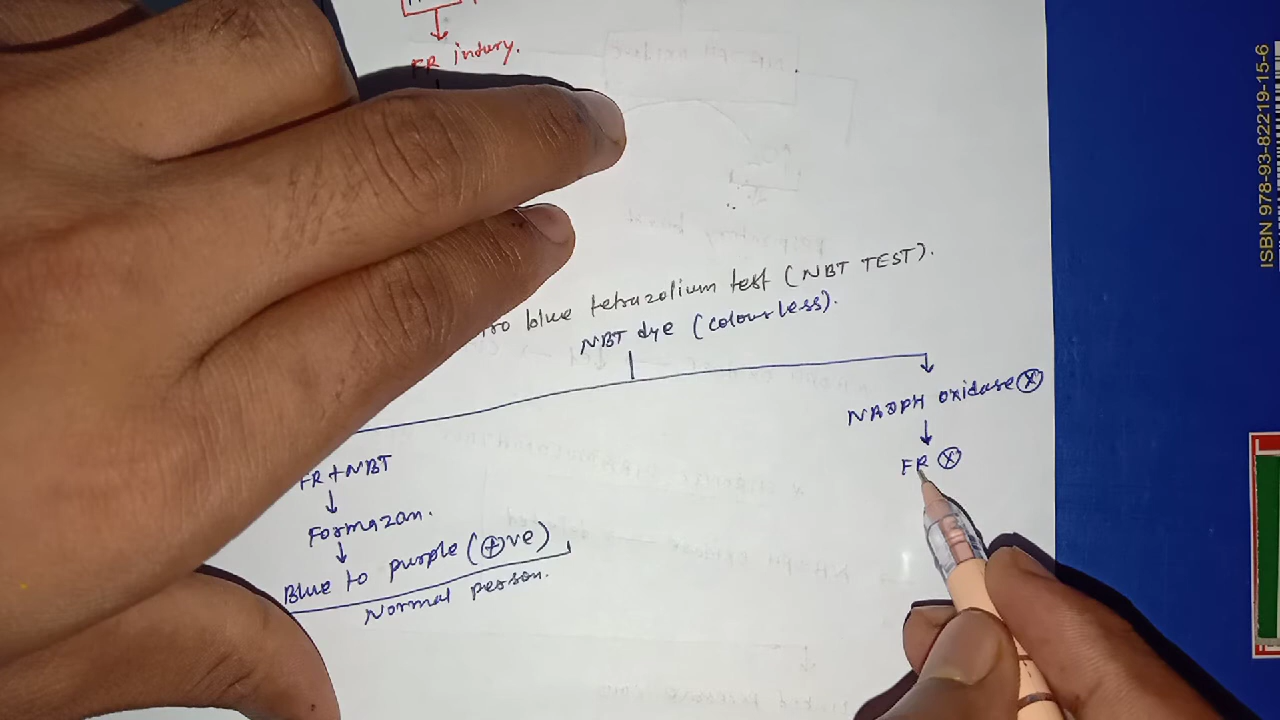 FR injury.
blue tetrazolium test (NBT TEST).
NBT dye (colourless).
NADPH oxidase ⓧ
FR ⓧ
FR + NBT
Formazan.
Blue to purple (⊕ve)
Normal person.
ISBN 978-93-82219-15-6